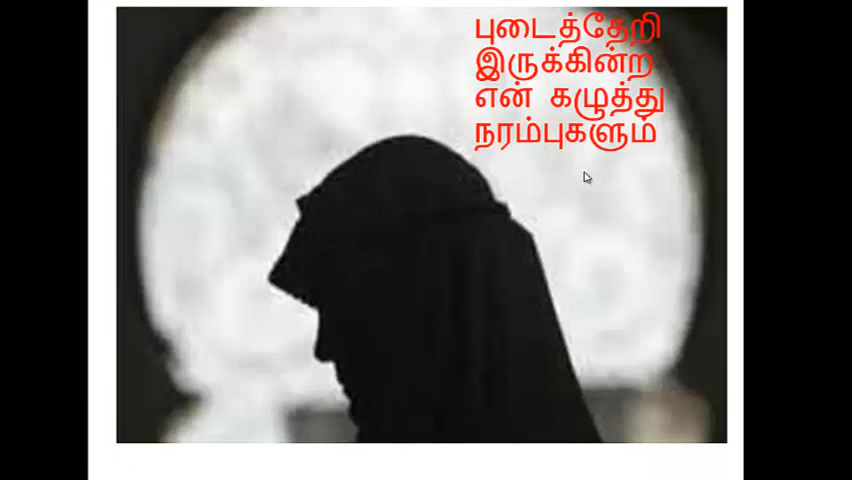 புடைத்தேறி
இருக்கின்ற
என் கழுத்து
நரம்புகளும்